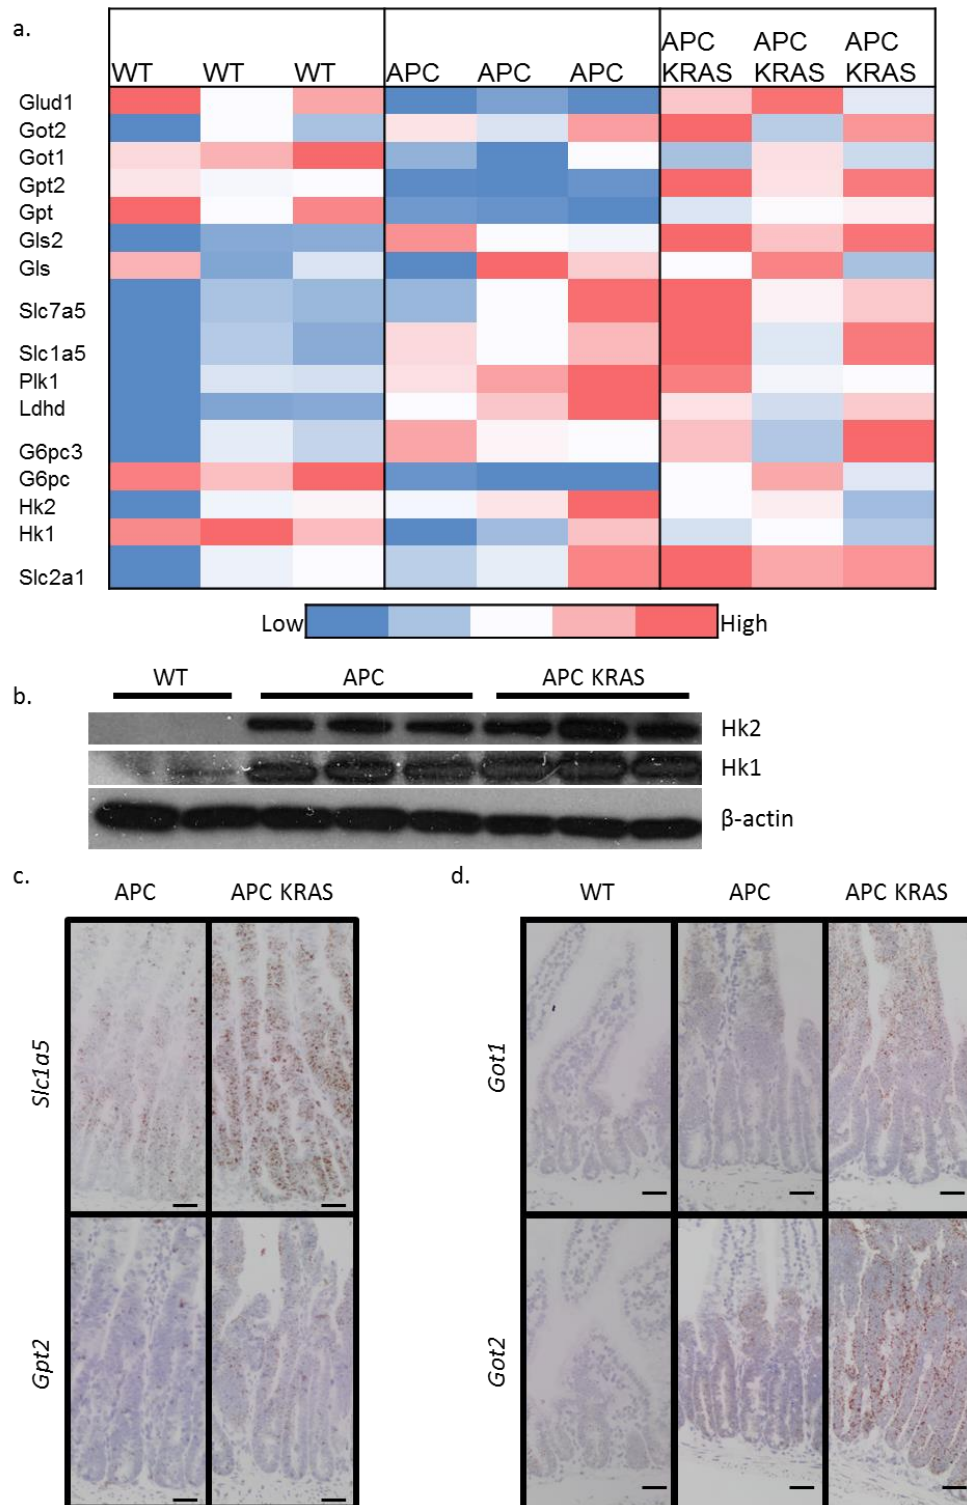 a.
WT WT WT APC APC APC APC KRAS APC KRAS APC KRAS
Glud1
Got2
Got1
Gpt2
Gpt
Gls2
Gls
Slc7a5
Slc1a5
Plk1
Ldhd
G6pc3
G6pc
Hk2
Hk1
Slc2a1
Low High
b.
WT APC APC KRAS
Hk2
Hk1
β-actin
c.
APC APC KRAS
Slc1a5
Gpt2
d.
WT APC APC KRAS
Got1
Got2